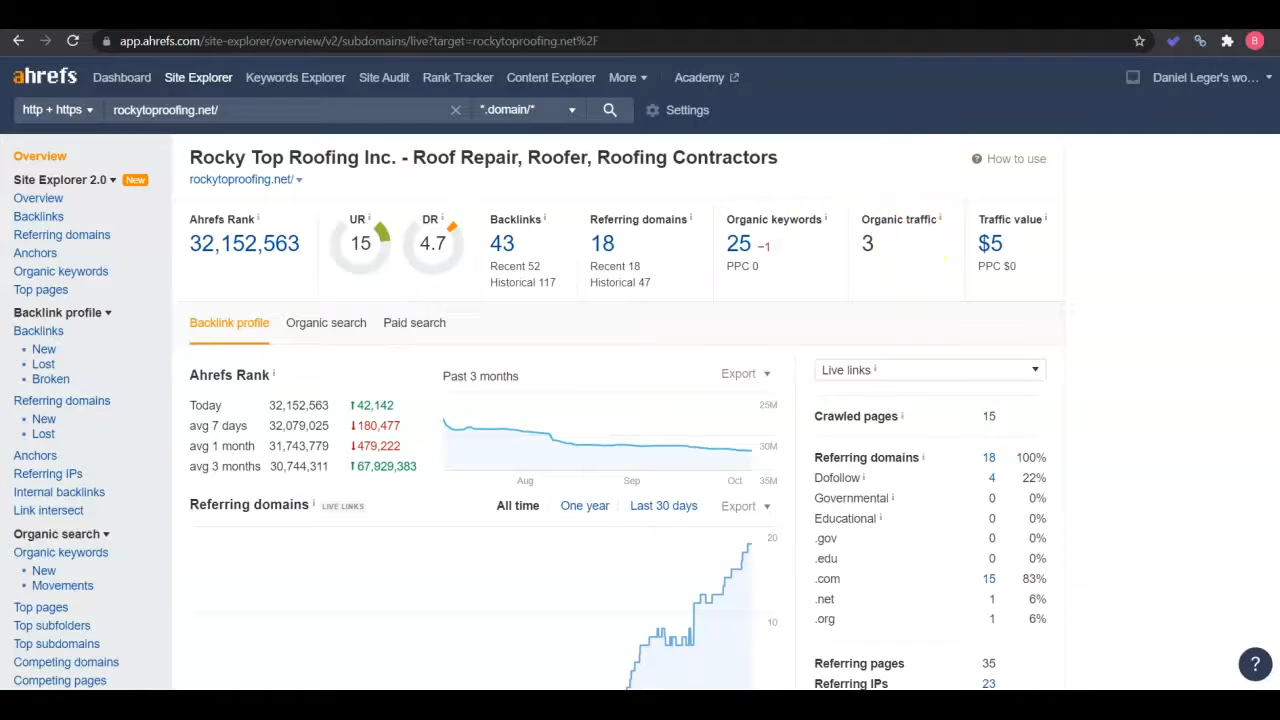 app.ahrefs.com/site-explorer/overview/v2/subdomains/live?target=rockytoproofing.net%2F
B
ahrefs Dashboard Site Explorer Keywords Explorer Site Audit Rank Tracker Content Explorer More Academy Daniel Leger's wo...
http + https rockytoproofing.net/ *.domain/* Settings
Overview
Site Explorer 2.0 New
Overview
Backlinks
Referring domains
Anchors
Organic keywords
Top pages
Backlink profile
Backlinks
New
Lost
Broken
Referring domains
New
Lost
Anchors
Referring IPs
Internal backlinks
Link intersect
Organic search
Organic keywords
New
Movements
Top pages
Top subfolders
Top subdomains
Competing domains
Competing pages
Rocky Top Roofing Inc. - Roof Repair, Roofer, Roofing Contractors
How to use
rockytoproofing.net/
Ahrefs Rank i
32,152,563
UR i
15
DR i
4.7
Backlinks i
43
Recent 52
Historical 117
Referring domains i
18
Recent 18
Historical 47
Organic keywords i
25 −1
PPC 0
Organic traffic i
3
Traffic value i
$5
PPC $0
Backlink profile Organic search Paid search
Ahrefs Rank i
Past 3 months
Export
Today 32,152,563 ↑42,142
avg 7 days 32,079,025 ↓180,477
avg 1 month 31,743,779 ↓479,222
avg 3 months 30,744,311 ↑67,929,383
25M
30M
35M
Aug Sep Oct
Referring domains i LIVE LINKS
All time One year Last 30 days Export
20
10
Live links i
Crawled pages i 15
Referring domains i 18 100%
Dofollow i 4 22%
Governmental i 0 0%
Educational i 0 0%
.gov 0 0%
.edu 0 0%
.com 15 83%
.net 1 6%
.org 1 6%
Referring pages 35
Referring IPs 23
?